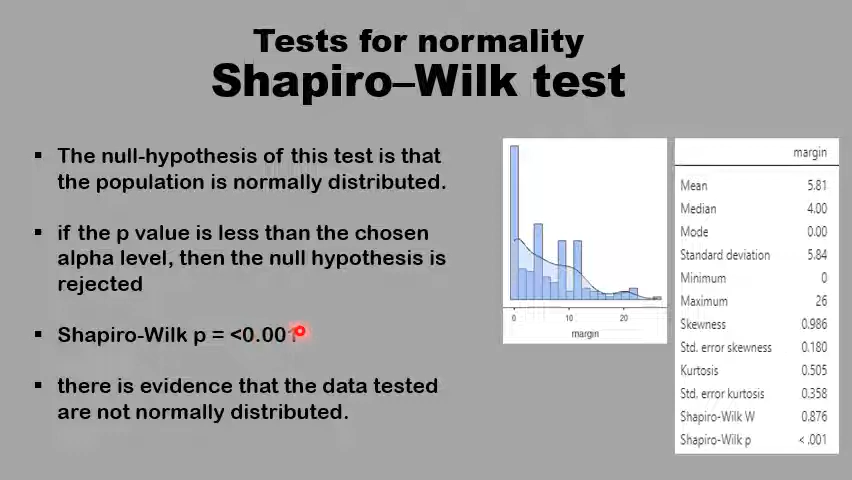 Tests for normality
Shapiro–Wilk test
▪ The null-hypothesis of this test is that
the population is normally distributed.
▪ if the p value is less than the chosen
alpha level, then the null hypothesis is
rejected
▪ Shapiro-Wilk p = <0.001
▪ there is evidence that the data tested
are not normally distributed.
0 10 20
margin
margin
Mean 5.81
Median 4.00
Mode 0.00
Standard deviation 5.84
Minimum 0
Maximum 26
Skewness 0.986
Std. error skewness 0.180
Kurtosis 0.505
Std. error kurtosis 0.358
Shapiro-Wilk W 0.876
Shapiro-Wilk p < .001